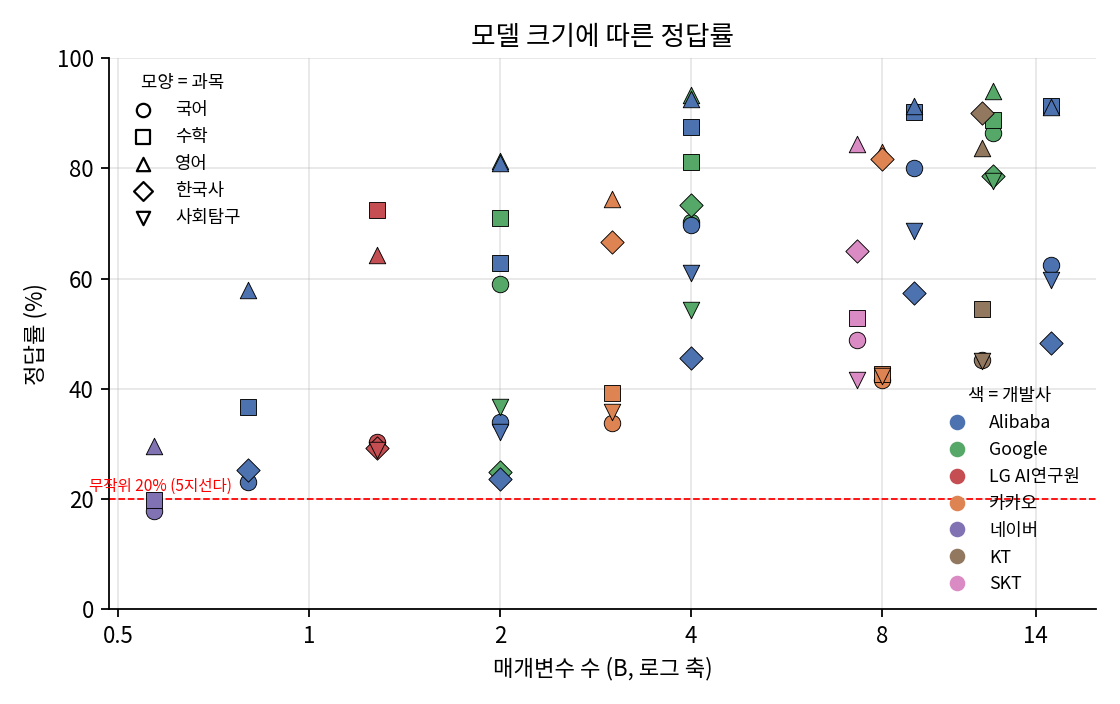 모델 크기에 따른 정답률
정답률 (%)
100
80
60
40
20
0
모양 = 과목
국어
수학
영어
한국사
사회탐구
무작위 20% (5지선다)
색 = 개발사
Alibaba
Google
LG AI연구원
카카오
네이버
KT
SKT
0.5 1 2 4 8 14
매개변수 수 (B, 로그 축)